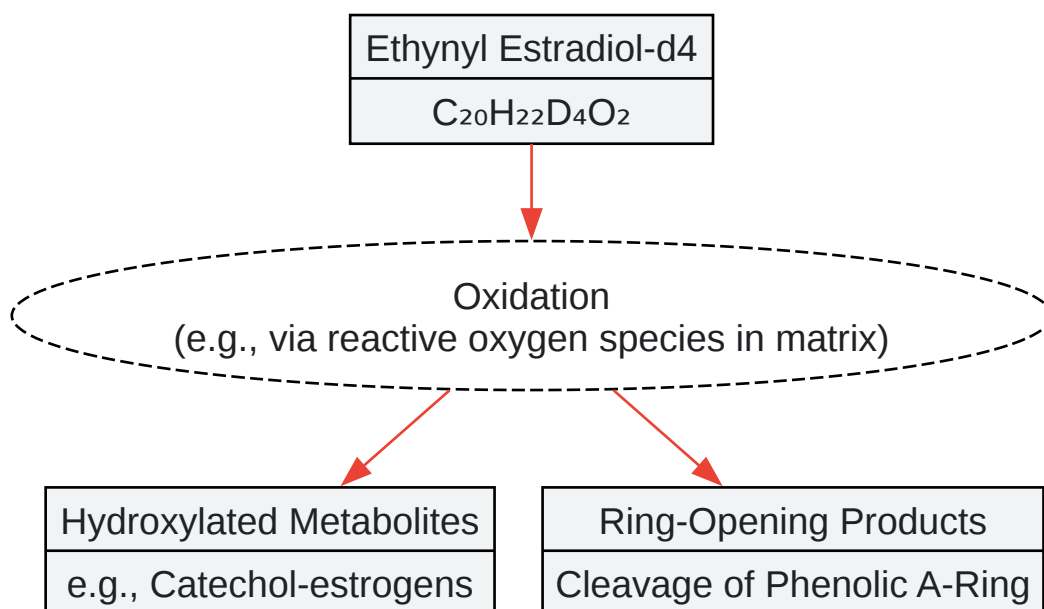 Ethynyl Estradiol-d4
C₂₀H₂₂D₄O₂
Oxidation
(e.g., via reactive oxygen species in matrix)
Hydroxylated Metabolites
e.g., Catechol-estrogens
Ring-Opening Products
Cleavage of Phenolic A-Ring